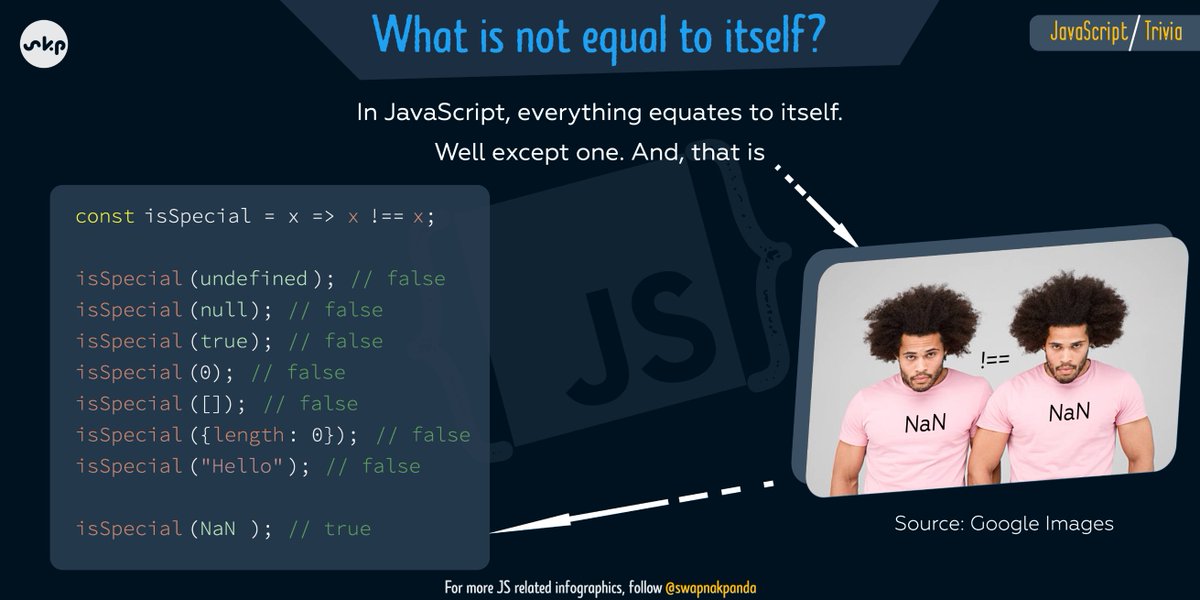 skp
What is not equal to itself?
JavaScript / Trivia
In JavaScript, everything equates to itself.
Well except one. And, that is
const isSpecial = x => x !== x;
isSpecial(undefined); // false
isSpecial(null); // false
isSpecial(true); // false
isSpecial(0); // false
isSpecial([]); // false
isSpecial({length: 0}); // false
isSpecial("Hello"); // false
isSpecial(NaN ); // true
{JS}
!==
NaN
NaN
Source: Google Images
For more JS related infographics, follow @swapnakpanda